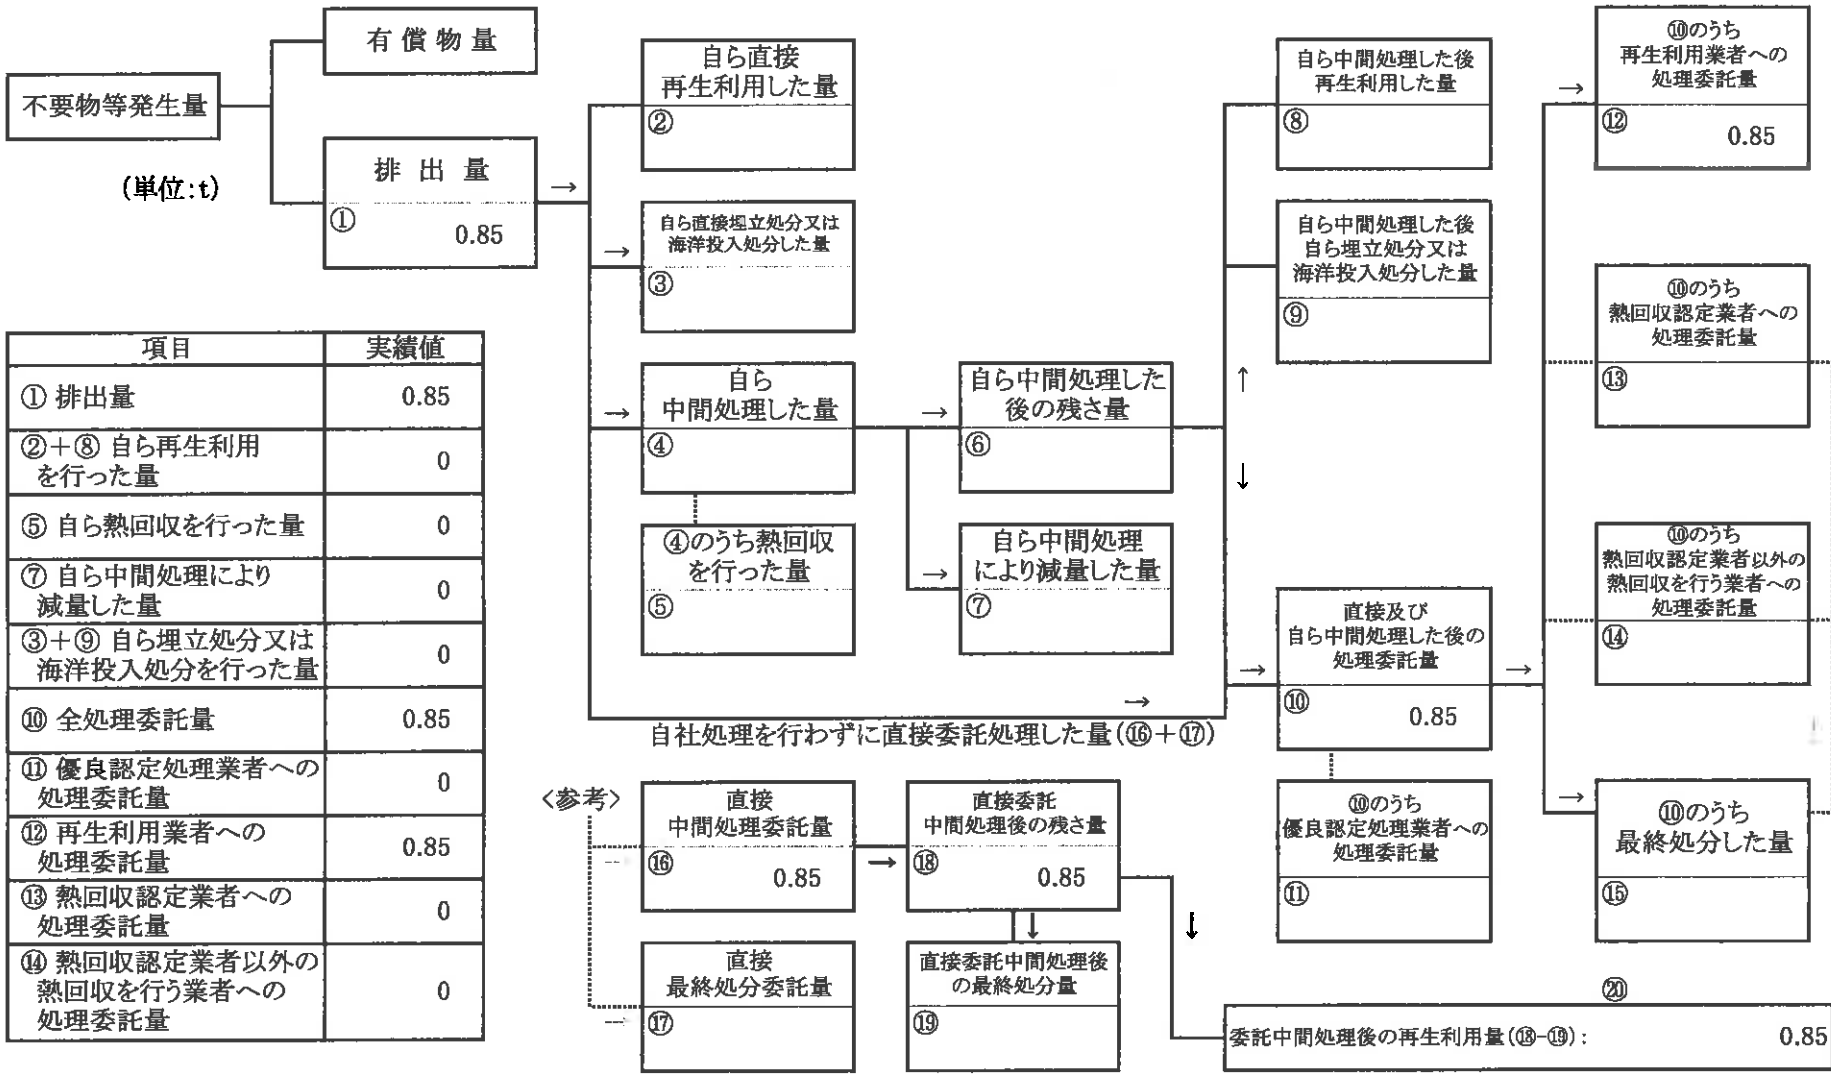 有償物量
不要物等発生量
(単位:t)
排出量
①
0.85
→
自ら直接
再生利用した量
②
→
自ら直接埋立処分又は
海洋投入処分した量
③
→
自ら
中間処理した量
④
④のうち熱回収
を行った量
⑤
→
自ら中間処理した
後の残さ量
⑥
→
自ら中間処理
により減量した量
⑦
自ら中間処理した後
再生利用した量
⑧
自ら中間処理した後
自ら埋立処分又は
海洋投入処分した量
⑨
↑
↓
→
自社処理を行わずに直接委託処理した量(⑯+⑰)
→
直接及び
自ら中間処理した後の
処理委託量
⑩
0.85
⑩のうち
優良認定処理業者への
処理委託量
⑪
→
→
⑩のうち
再生利用業者への
処理委託量
⑫
0.85
⑩のうち
熱回収認定業者への
処理委託量
⑬
⑩のうち
熱回収認定業者以外の
熱回収を行う業者への
処理委託量
⑭
→
⑩のうち
最終処分した量
⑮
項目 実績値
① 排出量 0.85
②+⑧ 自ら再生利用
を行った量 0
⑤ 自ら熱回収を行った量 0
⑦ 自ら中間処理により
減量した量 0
③+⑨ 自ら埋立処分又は
海洋投入処分を行った量 0
⑩ 全処理委託量 0.85
⑪ 優良認定処理業者への
処理委託量 0
⑫ 再生利用業者への
処理委託量 0.85
⑬ 熱回収認定業者への
処理委託量 0
⑭ 熱回収認定業者以外の
熱回収を行う業者への
処理委託量 0
<参考>
→
直接
中間処理委託量
⑯
0.85
→
直接委託
中間処理後の残さ量
⑱
0.85
↓
↓
→
直接
最終処分委託量
⑰
直接委託中間処理後
の最終処分量
⑲
⑳
委託中間処理後の再生利用量(⑱-⑲): 0.85